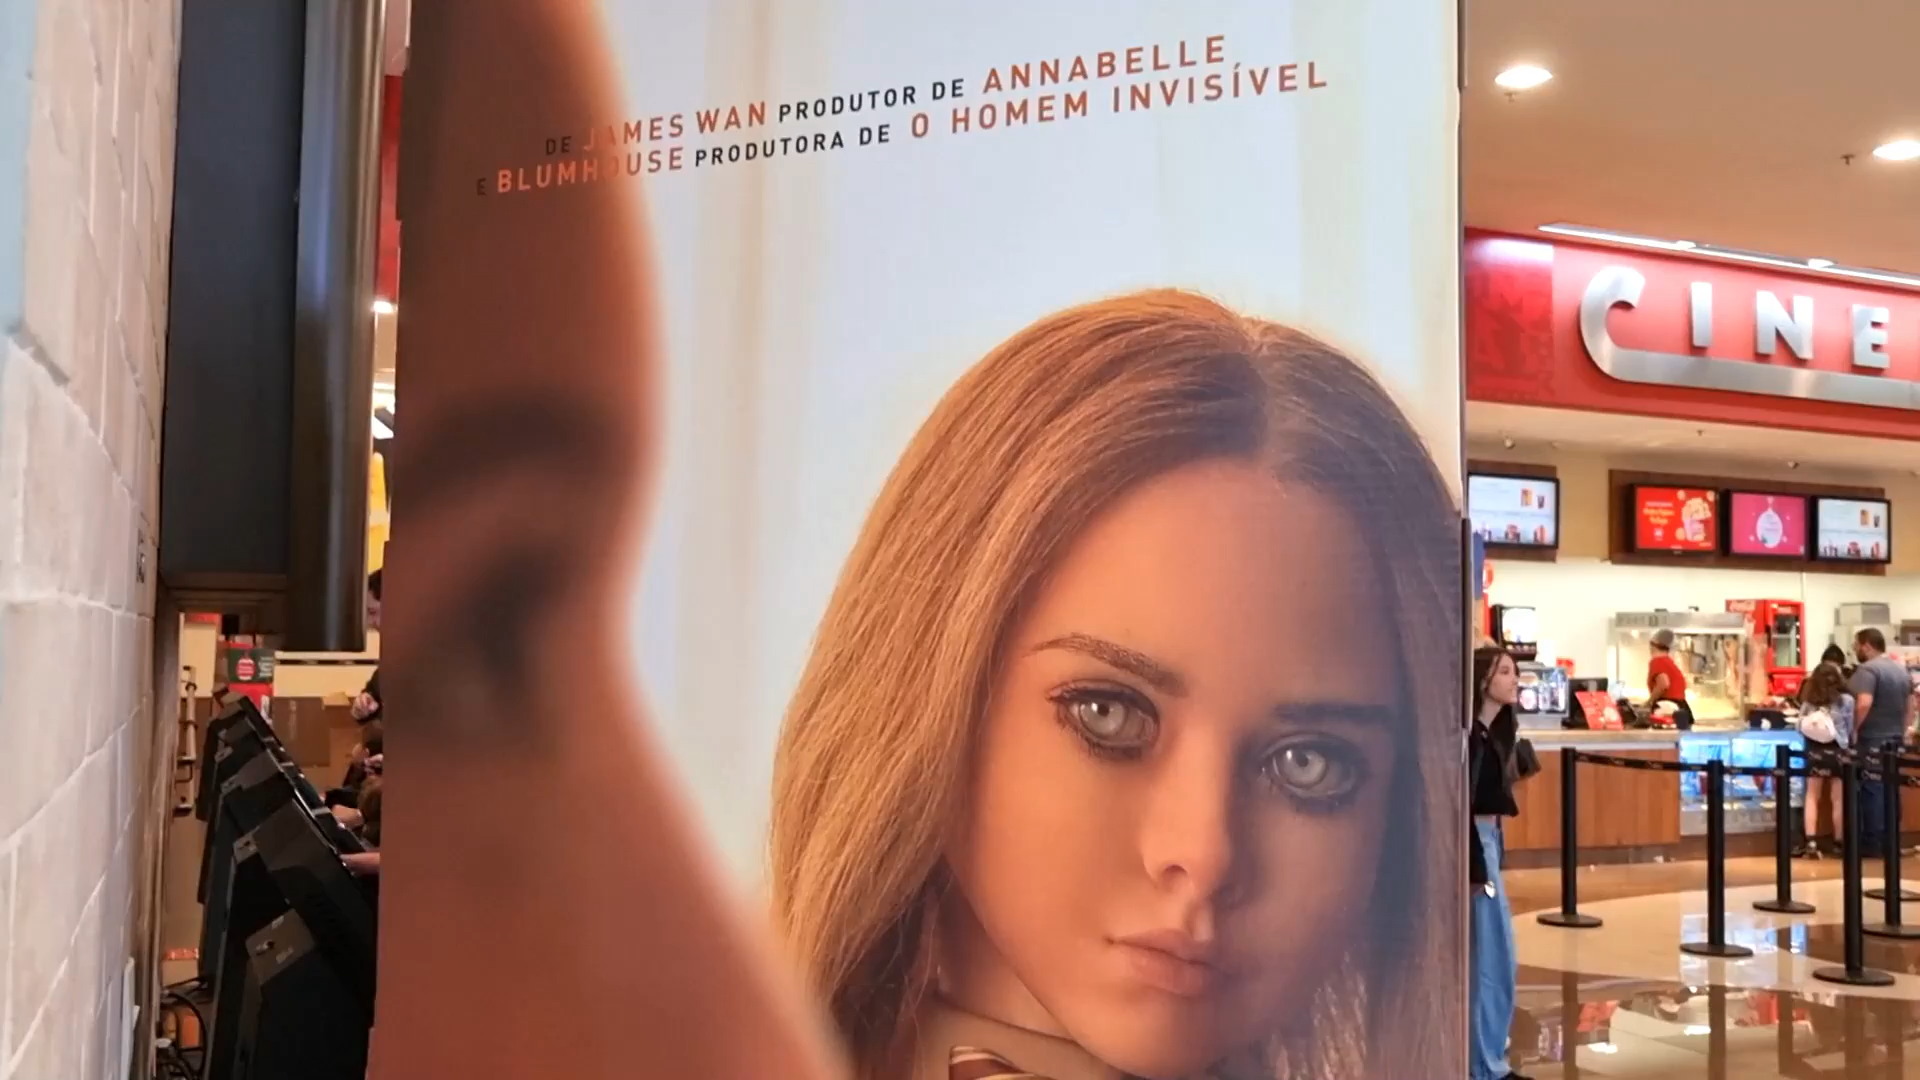 DE JAMES WAN PRODUTOR DE ANNABELLE
E BLUMHOUSE PRODUTORA DE O HOMEM INVISÍVEL
CINE